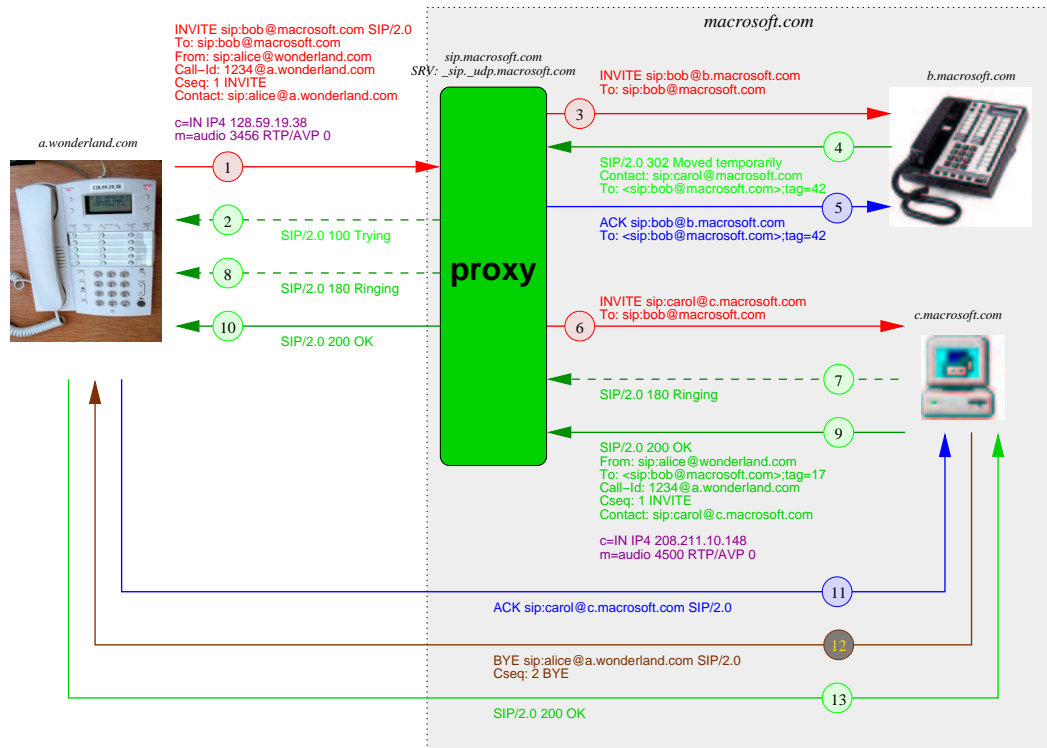 macrosoft.com
INVITE sip:bob@macrosoft.com SIP/2.0
To: sip:bob@macrosoft.com
From: sip:alice@wonderland.com
Call–Id: 1234@a.wonderland.com
Cseq: 1 INVITE
Contact: sip:alice@a.wonderland.com
c=IN IP4 128.59.19.38
m=audio 3456 RTP/AVP 0
a.wonderland.com
128.59.19.38
1
2
SIP/2.0 100 Trying
8
SIP/2.0 180 Ringing
10
SIP/2.0 200 OK
sip.macrosoft.com
SRV: _sip._udp.macrosoft.com
proxy
INVITE sip:bob@b.macrosoft.com
To: sip:bob@macrosoft.com
3
b.macrosoft.com
4
SIP/2.0 302 Moved temporarily
Contact: sip:carol@macrosoft.com
To: <sip:bob@macrosoft.com>;tag=42
5
ACK sip:bob@b.macrosoft.com
To: <sip:bob@macrosoft.com>;tag=42
INVITE sip:carol@c.macrosoft.com
To: sip:bob@macrosoft.com
6
c.macrosoft.com
7
SIP/2.0 180 Ringing
9
SIP/2.0 200 OK
From: sip:alice@wonderland.com
To: <sip:bob@macrosoft.com>;tag=17
Call–Id: 1234@a.wonderland.com
Cseq: 1 INVITE
Contact: sip:carol@c.macrosoft.com
c=IN IP4 208.211.10.148
m=audio 4500 RTP/AVP 0
11
ACK sip:carol@c.macrosoft.com SIP/2.0
12
BYE sip:alice@a.wonderland.com SIP/2.0
Cseq: 2 BYE
13
SIP/2.0 200 OK